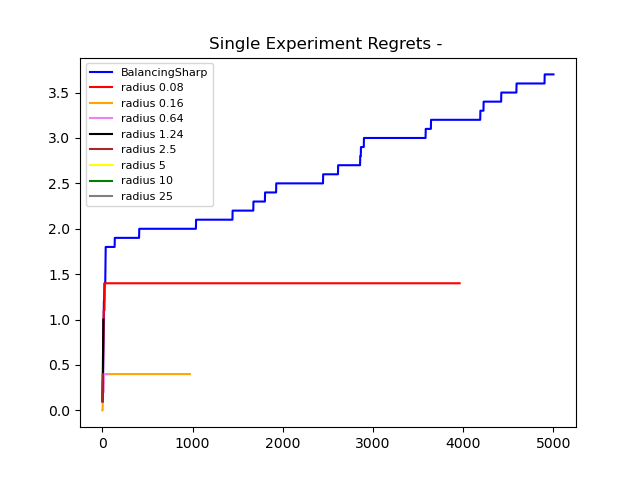 Single Experiment Regrets -
BalancingSharp
radius 0.08
radius 0.16
radius 0.64
radius 1.24
radius 2.5
radius 5
radius 10
radius 25
3.5
3.0
2.5
2.0
1.5
1.0
0.5
0.0
0 1000 2000 3000 4000 5000